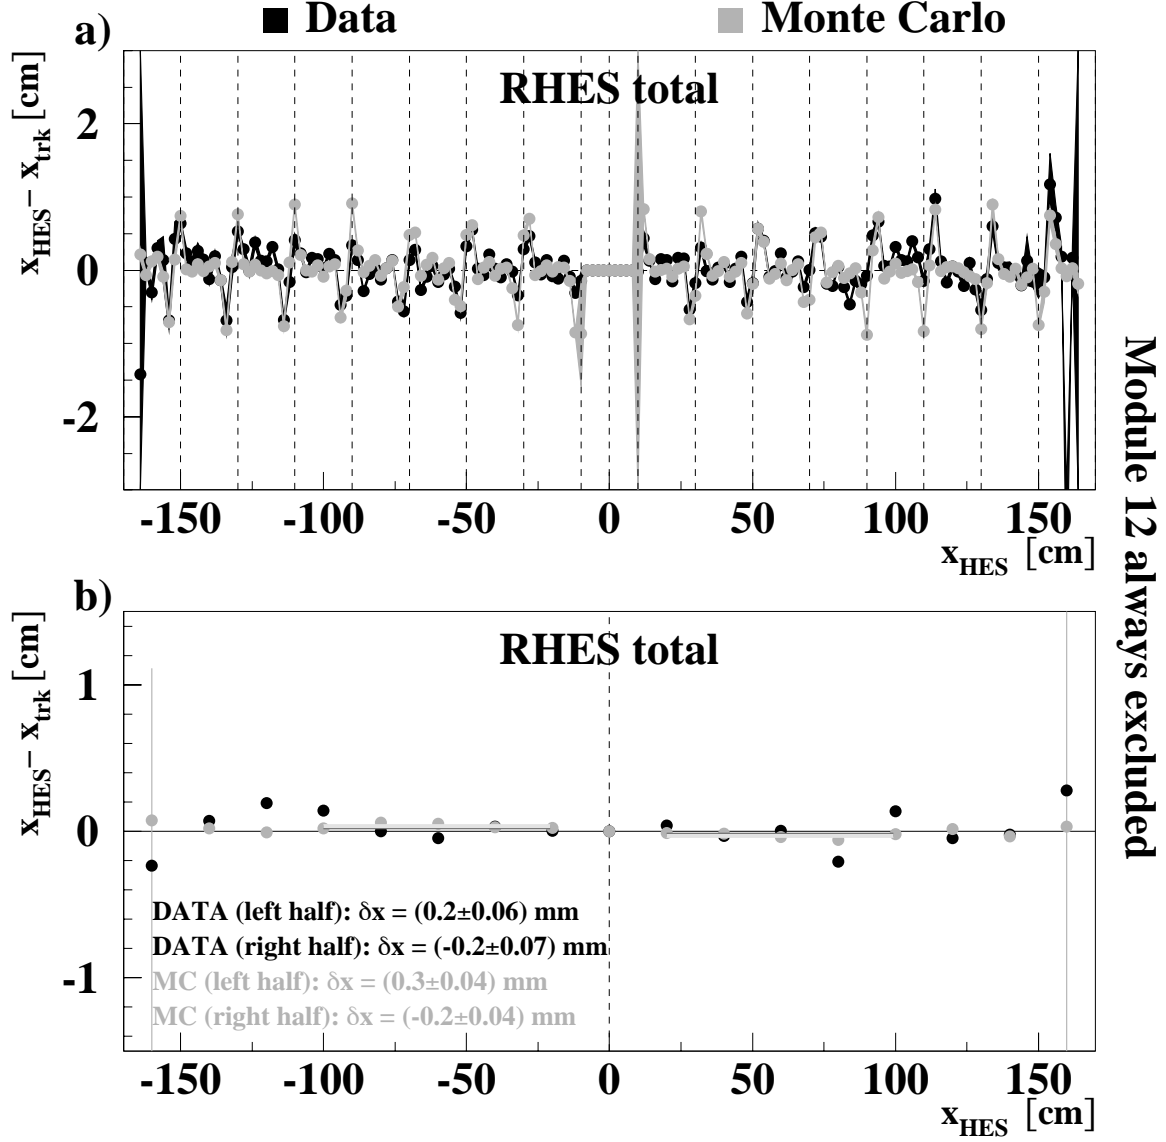 Data
Monte Carlo
a)
RHES total
x_HES − x_trk [cm]
2
0
-2
-150
-100
-50
0
50
100
150
x_HES [cm]
b)
RHES total
x_HES − x_trk [cm]
1
0
-1
DATA (left half): δx = (0.2±0.06) mm
DATA (right half): δx = (-0.2±0.07) mm
MC (left half): δx = (0.3±0.04) mm
MC (right half): δx = (-0.2±0.04) mm
-150
-100
-50
0
50
100
150
x_HES [cm]
Module 12 always excluded